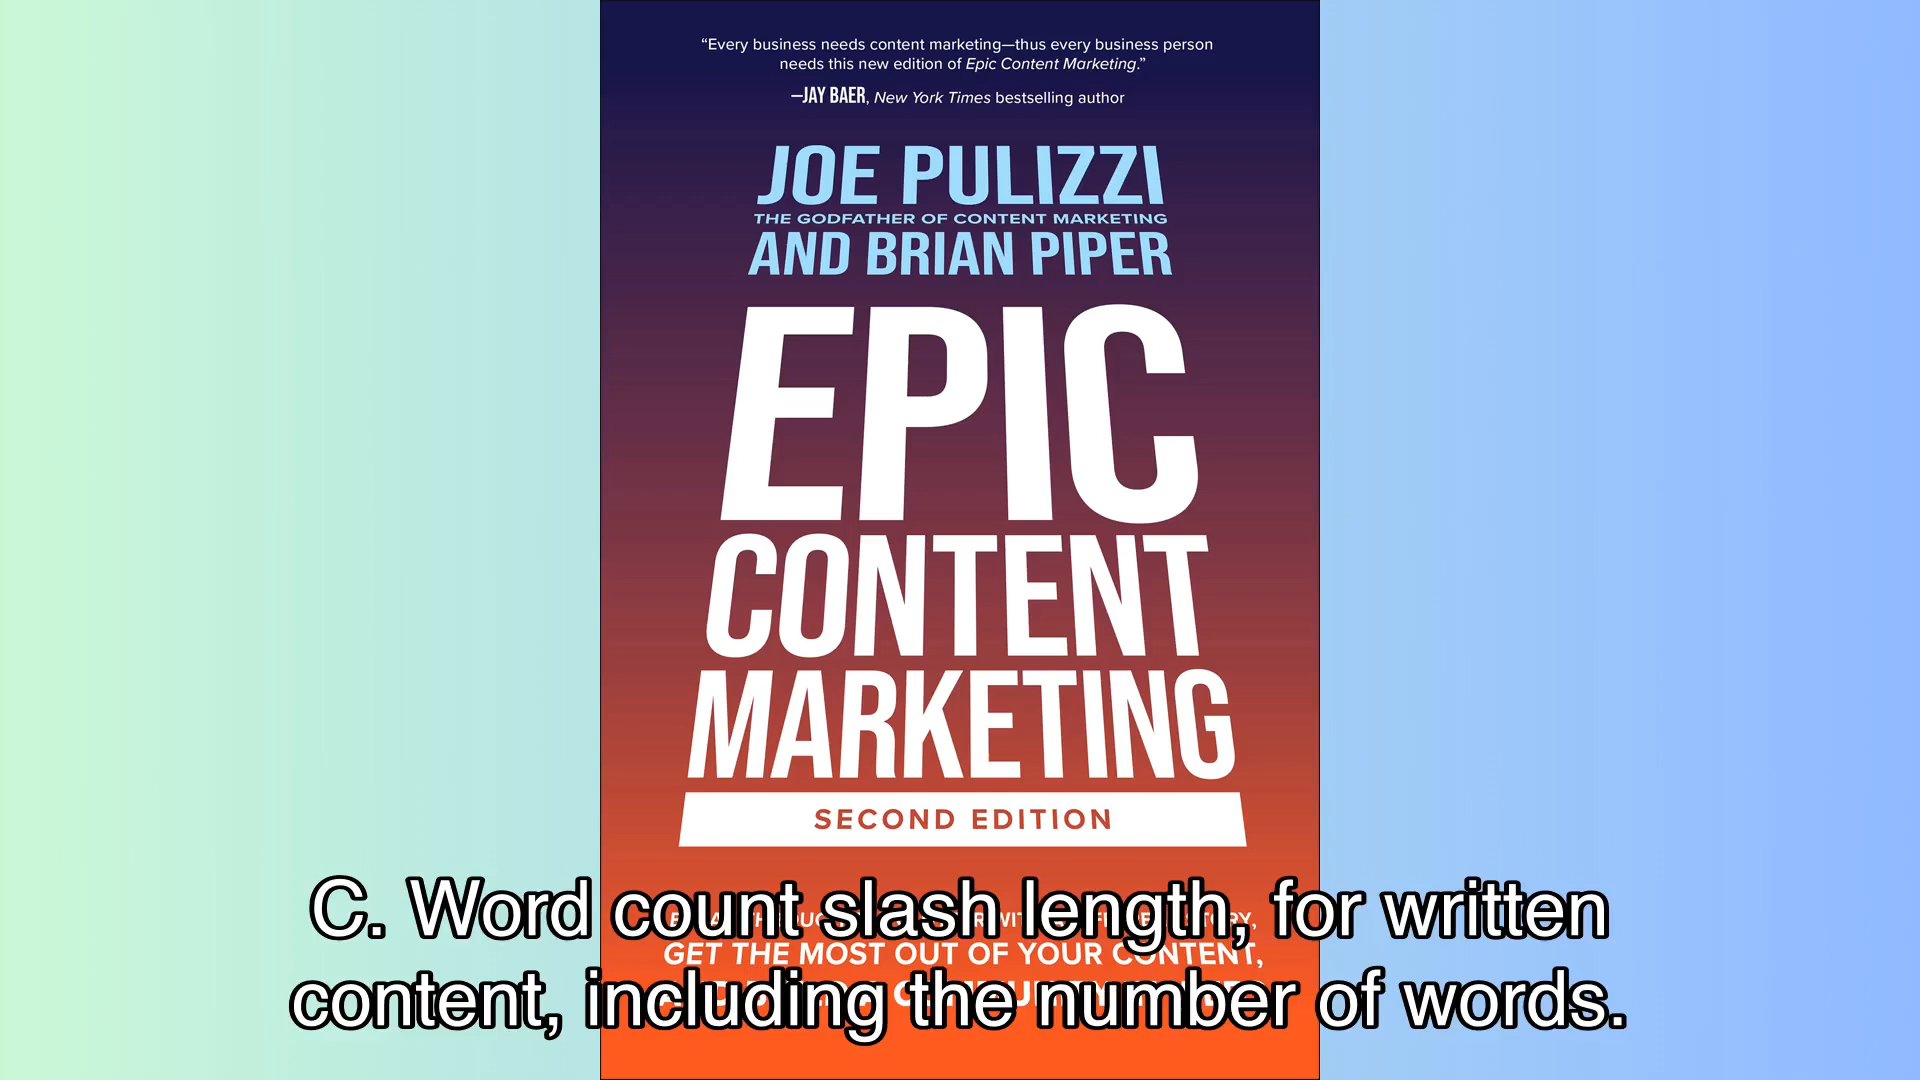 “Every business needs content marketing—thus every business person
needs this new edition of Epic Content Marketing.”
—JAY BAER, New York Times bestselling author
JOE PULIZZI
THE GODFATHER OF CONTENT MARKETING
AND BRIAN PIPER
EPIC
CONTENT
MARKETING
SECOND EDITION
C. Word count slash length, for written
GET THE MOST OUT OF YOUR CONTENT,
content, including the number of words.